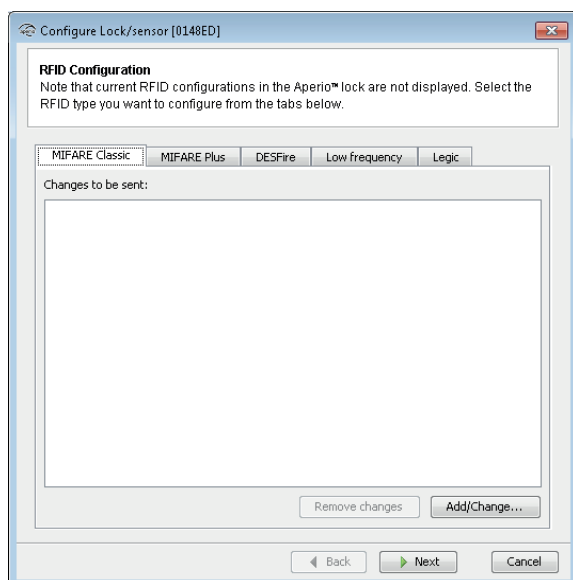 Configure Lock/sensor [0148ED]
RFID Configuration
Note that current RFID configurations in the Aperio™ lock are not displayed. Select the
RFID type you want to configure from the tabs below.
MIFARE Classic MIFARE Plus DESFire Low frequency Legic
Changes to be sent:
Remove changes Add/Change...
Back Next Cancel